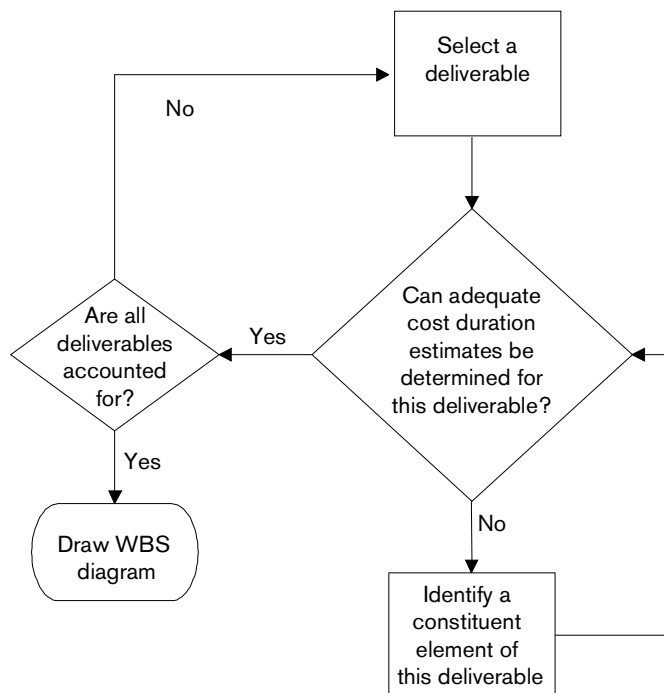 Select a
deliverable
No
Can adequate
cost duration
estimates be
determined for
this deliverable?
Yes
Are all
deliverables
accounted
for?
Yes
Draw WBS
diagram
No
Identify a
constituent
element of
this deliverable